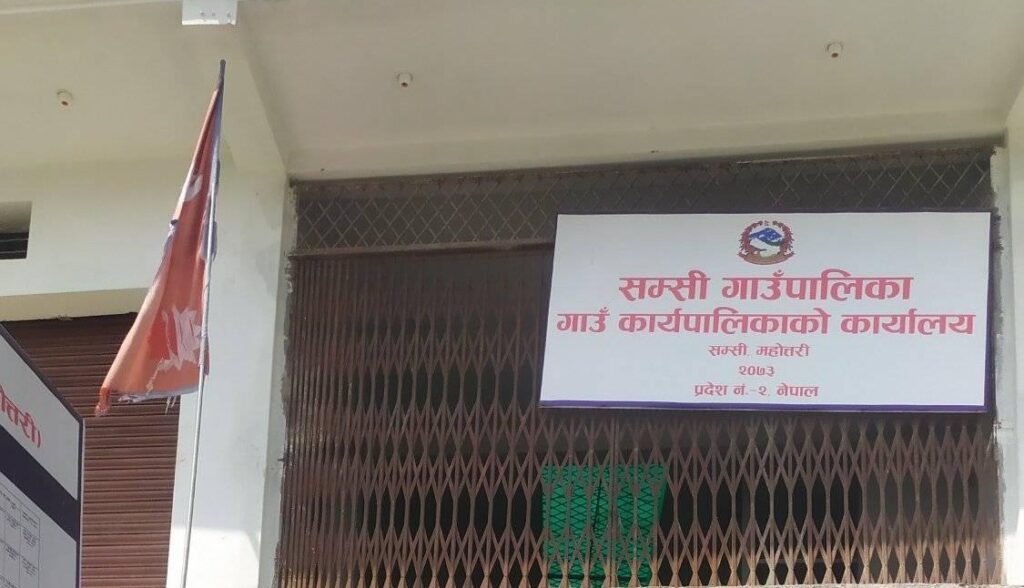 सम्सी गाउँपालिका
गाउँ कार्यपालिकाको कार्यालय
सम्सी, महोत्तरी
२०७३
प्रदेश नं.-२, नेपाल